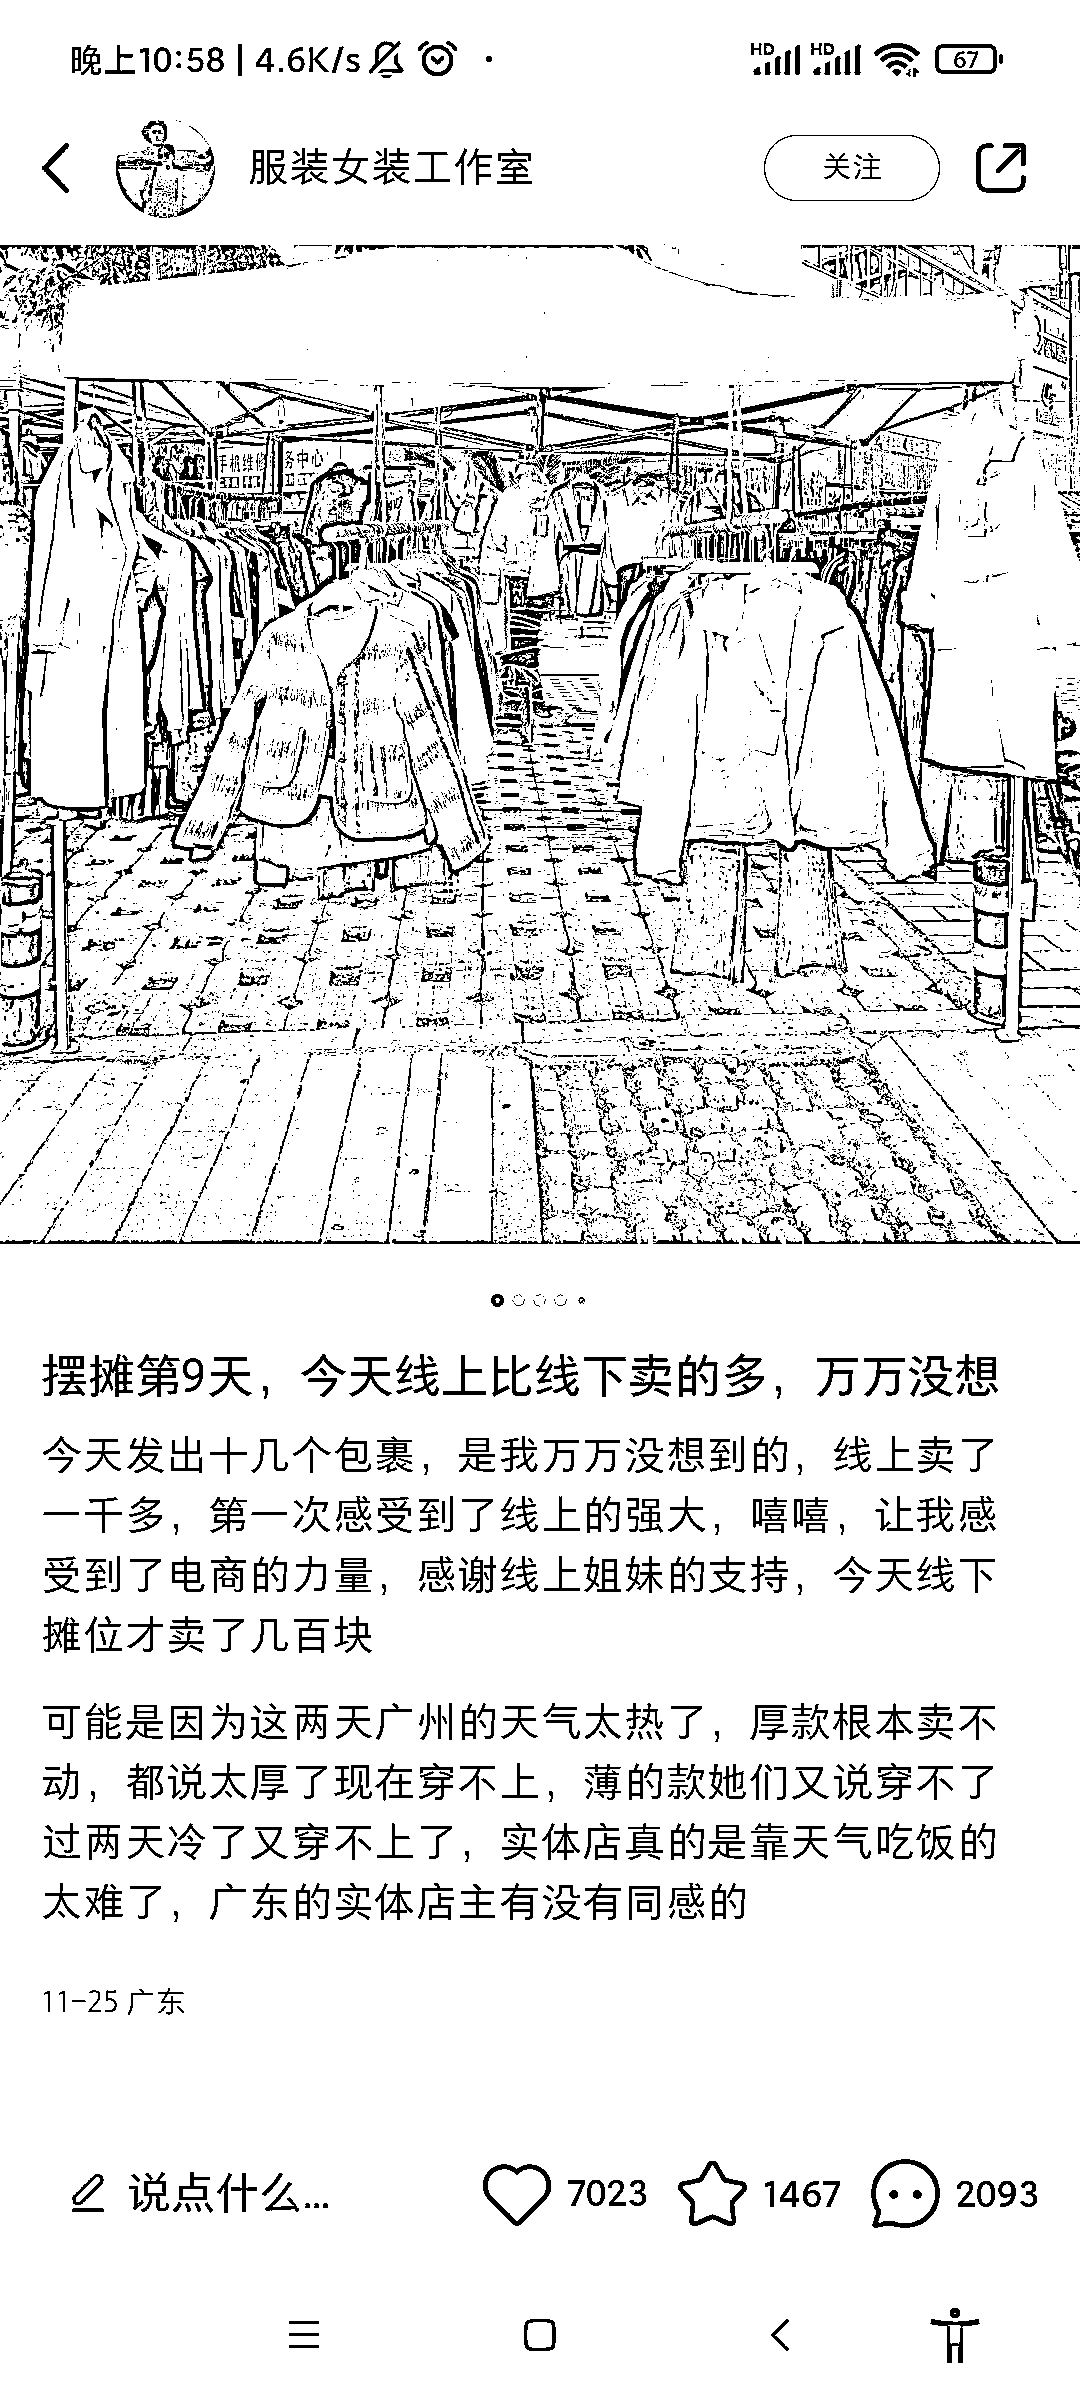 晚上10:58 | 4.6K/s
HD HD 67
服装女装工作室
关注
手机维修 务中心
摆摊第9天，今天线上比线下卖的多，万万没想
今天发出十几个包裹，是我万万没想到的，线上卖了
一千多，第一次感受到了线上的强大，嘻嘻，让我感
受到了电商的力量，感谢线上姐妹的支持，今天线下
摊位才卖了几百块
可能是因为这两天广州的天气太热了，厚款根本卖不
动，都说太厚了现在穿不上，薄的款她们又说穿不了
过两天冷了又穿不上了，实体店真的是靠天气吃饭的
太难了，广东的实体店主有没有同感的
11-25 广东
说点什么...
7023
1467
2093